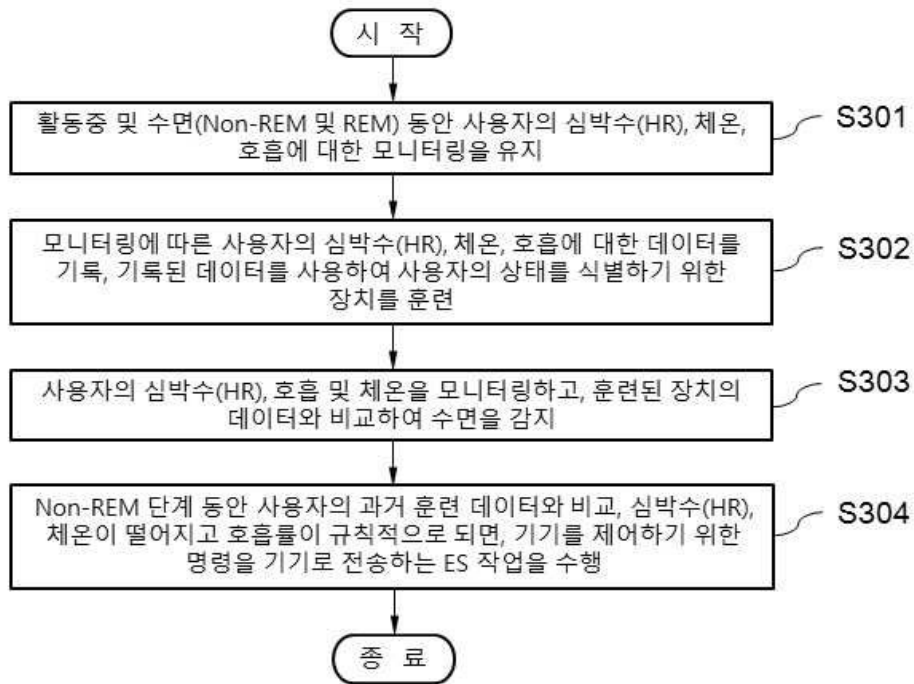 시 작
활동중 및 수면(Non-REM 및 REM) 동안 사용자의 심박수(HR), 체온,
호흡에 대한 모니터링을 유지
S301
모니터링에 따른 사용자의 심박수(HR), 체온, 호흡에 대한 데이터를
기록, 기록된 데이터를 사용하여 사용자의 상태를 식별하기 위한
장치를 훈련
S302
사용자의 심박수(HR), 호흡 및 체온을 모니터링하고, 훈련된 장치의
데이터와 비교하여 수면을 감지
S303
Non-REM 단계 동안 사용자의 과거 훈련 데이터와 비교, 심박수(HR),
체온이 떨어지고 호흡률이 규칙적으로 되면, 기기를 제어하기 위한
명령을 기기로 전송하는 ES 작업을 수행
S304
종 료